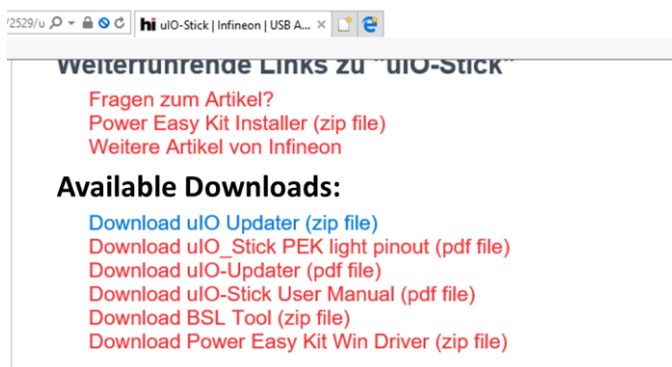 2529/u
hi uIO-Stick | Infineon | USB A...
Weiterführende Links zu "uIO-Stick"
Fragen zum Artikel?
Power Easy Kit Installer (zip file)
Weitere Artikel von Infineon
Available Downloads:
Download uIO Updater (zip file)
Download uIO_Stick PEK light pinout (pdf file)
Download uIO-Updater (pdf file)
Download uIO-Stick User Manual (pdf file)
Download BSL Tool (zip file)
Download Power Easy Kit Win Driver (zip file)